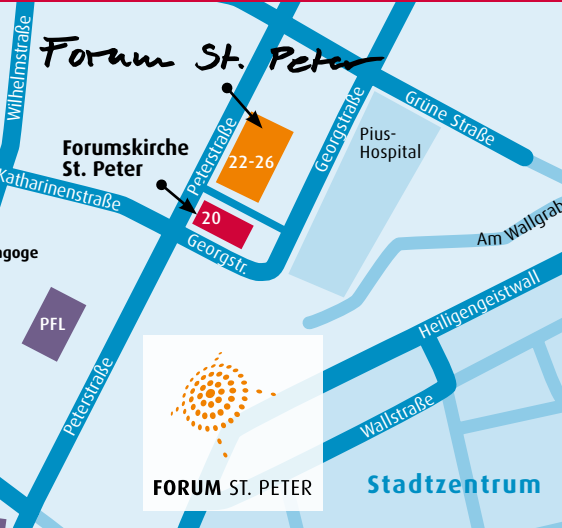 Wilhelmstraße
Forum St. Peter
Grüne Straße
Pius-
Hospital
Georgstraße
Peterstraße
22-26
Forumskirche
St. Peter
Katharinenstraße
20
Georgstr.
Am Wallgrab
agoge
PFL
Heiligengeistwall
Peterstraße
Wallstraße
FORUM ST. PETER
Stadtzentrum